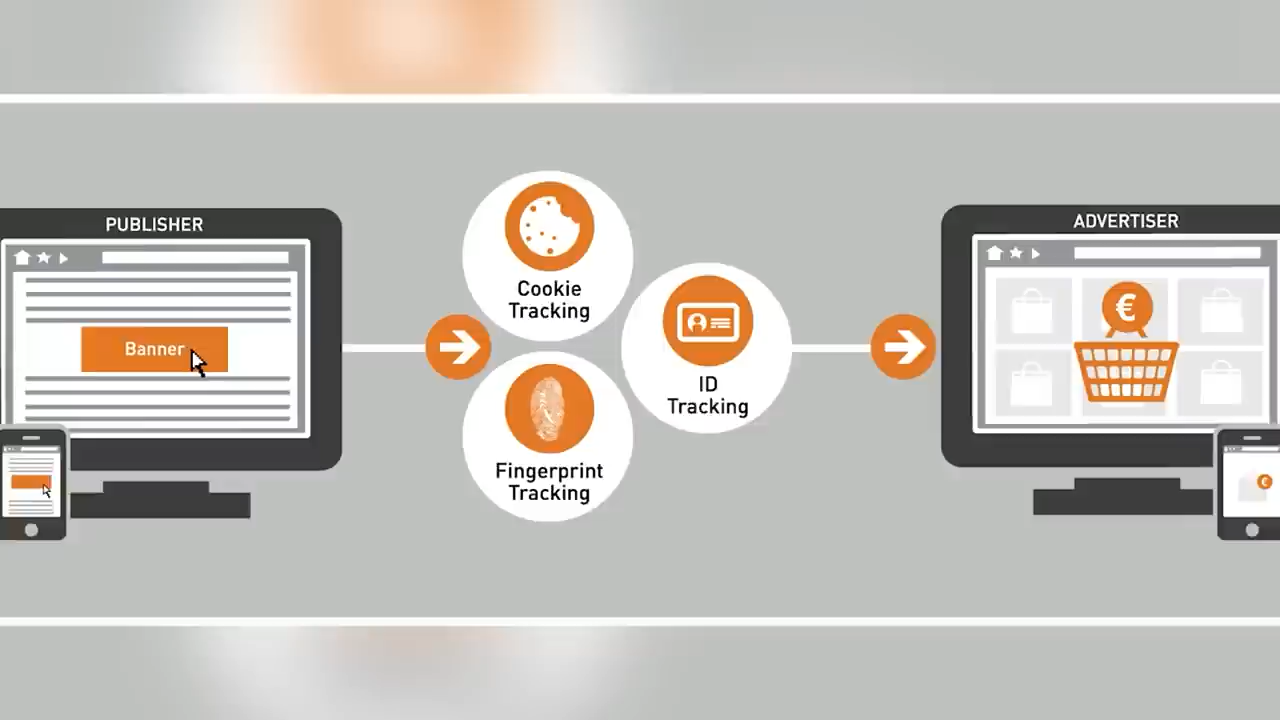 PUBLISHER
Banner
Cookie
Tracking
Fingerprint
Tracking
ID
Tracking
ADVERTISER
€
€